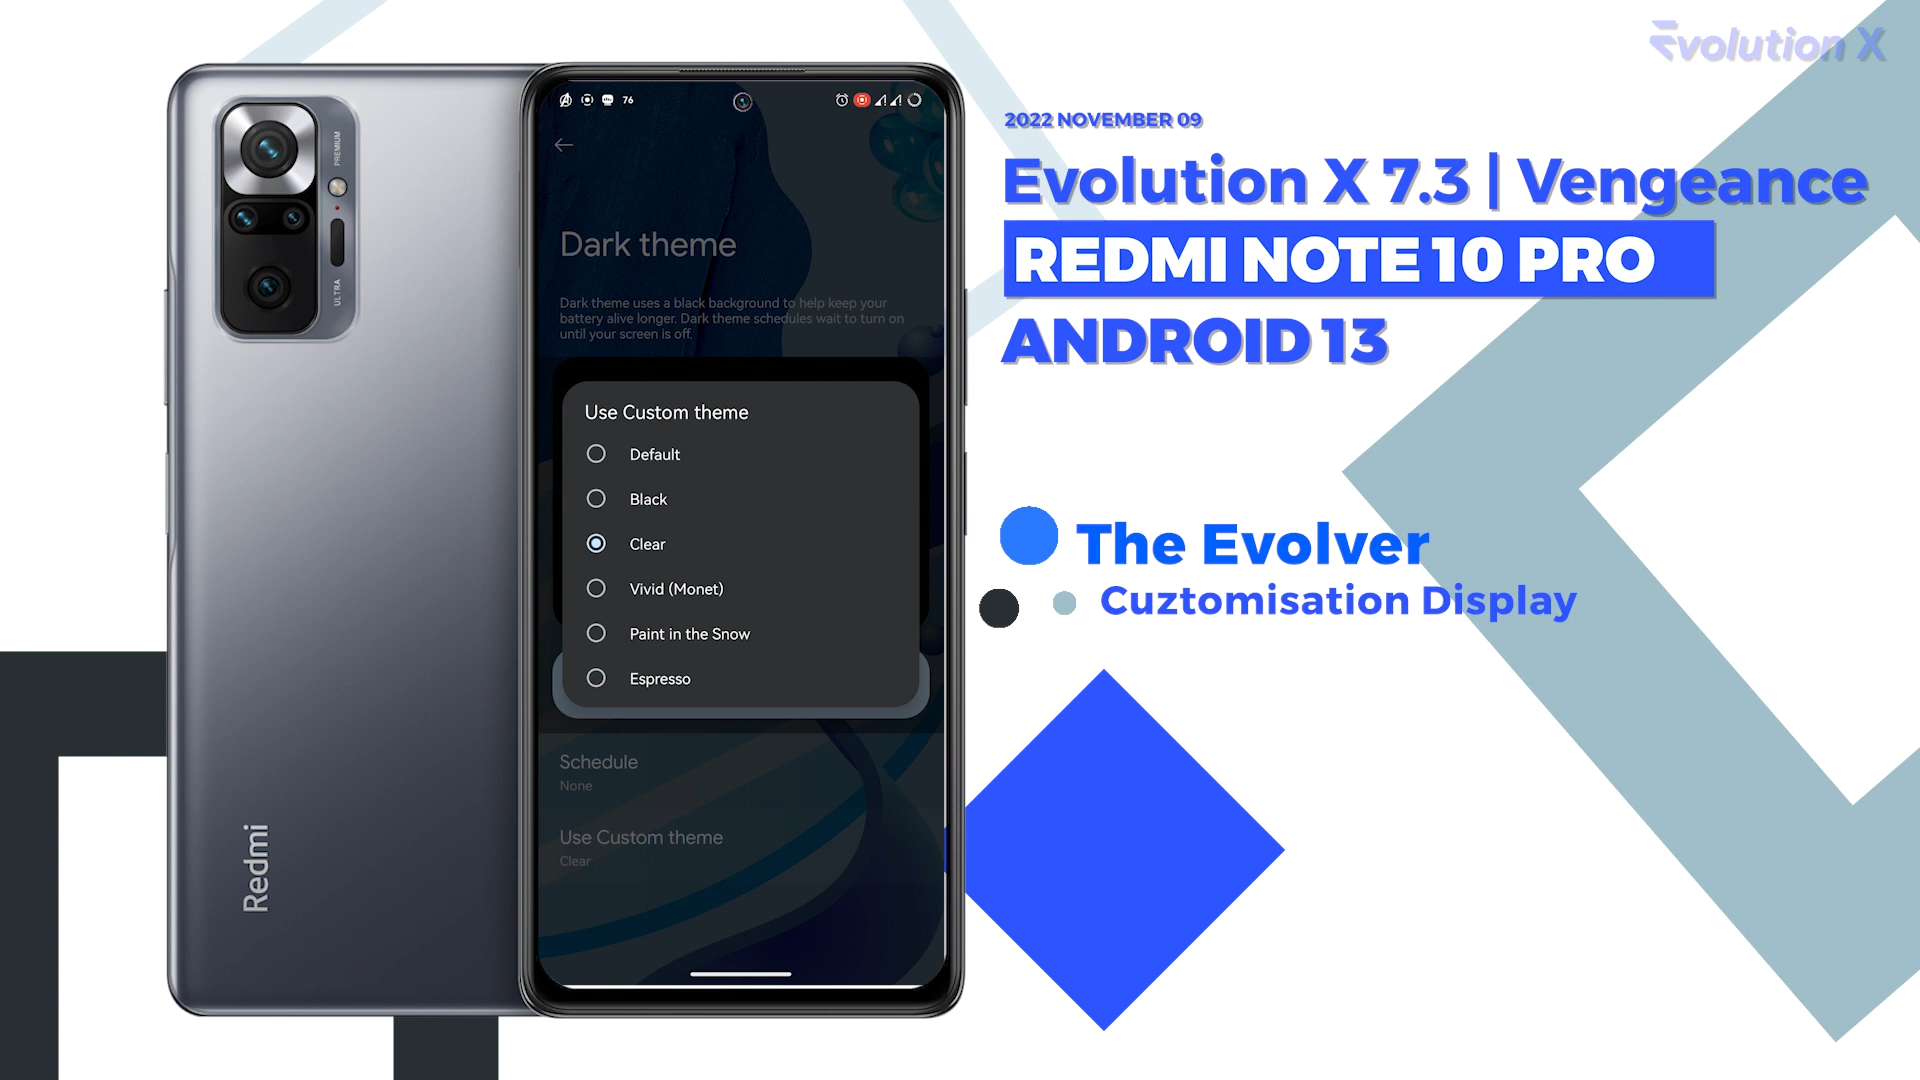 Evolution X
2022 NOVEMBER 09
Evolution X 7.3 | Vengeance
REDMI NOTE 10 PRO
ANDROID 13
The Evolver
Cuztomisation Display
PREMIUM
ULTRA
Redmi
76
Dark theme
Dark theme uses a black background to help keep your
battery alive longer. Dark theme schedules wait to turn on
until your screen is off.
Use Custom theme
Default
Black
Clear
Vivid (Monet)
Paint in the Snow
Espresso
Schedule
None
Use Custom theme
Clear